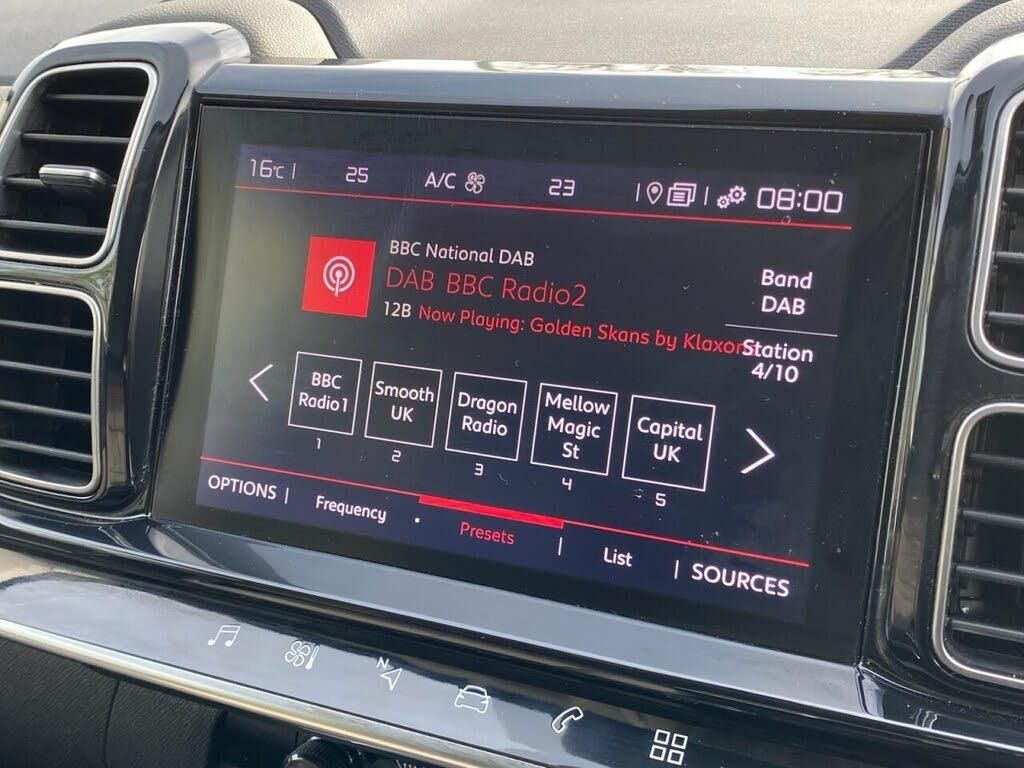 16°C | 25 A/C 23 | | 08:00
BBC National DAB
DAB BBC Radio2
12B Now Playing: Golden Skans by Klaxon
Band
DAB
Station
4/10
BBC
Radio1
1
Smooth
UK
2
Dragon
Radio
3
Mellow
Magic
St
4
Capital
UK
5
OPTIONS | Frequency · Presets | List | SOURCES
N